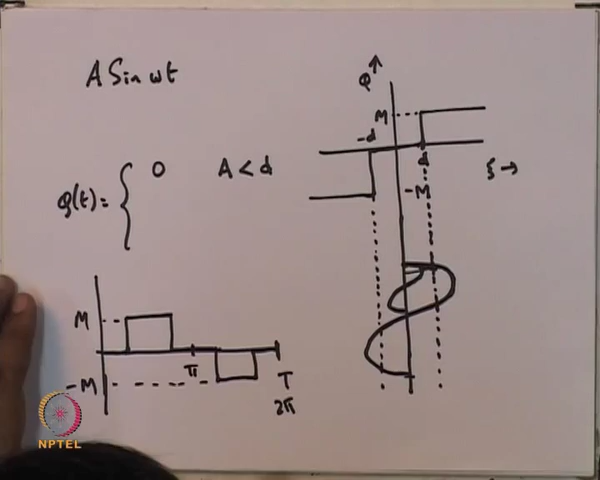 A Sin ωt
φ(t) = { 0 A < d
M
-M
π
T
2π
φ ↑
M
-d
d
-M
ξ →
NPTEL